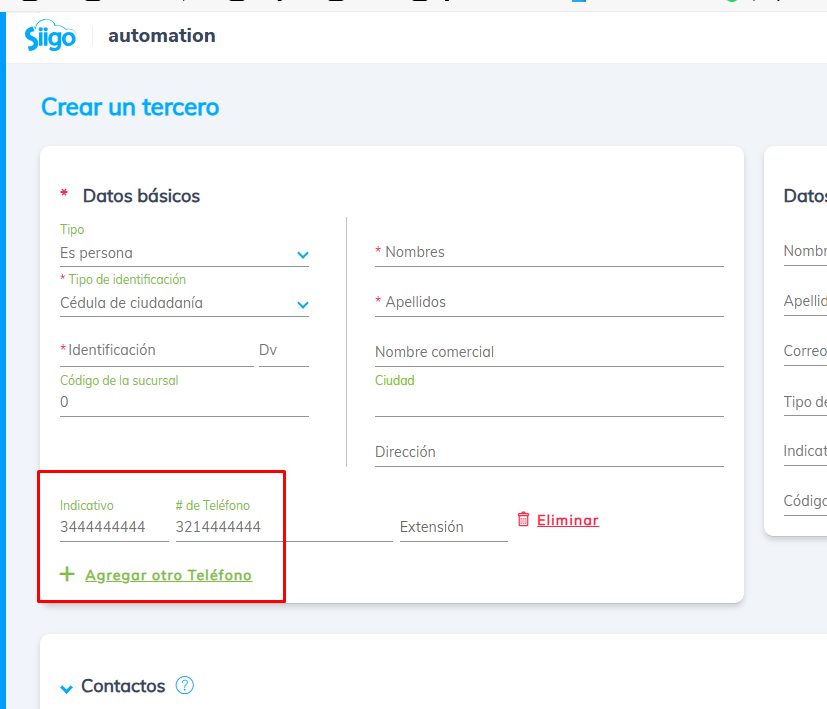 Siigo automation
Crear un tercero
* Datos básicos
Tipo
Es persona
* Tipo de identificación
Cédula de ciudadanía
*Identificación Dv
Código de la sucursal
0
* Nombres
* Apellidos
Nombre comercial
Ciudad
Dirección
Indicativo # de Teléfono
3444444444 3214444444 Extensión Eliminar
+ Agregar otro Teléfono
Datos
Nombr
Apellid
Correo
Tipo de
Indicat
Código
Contactos ?